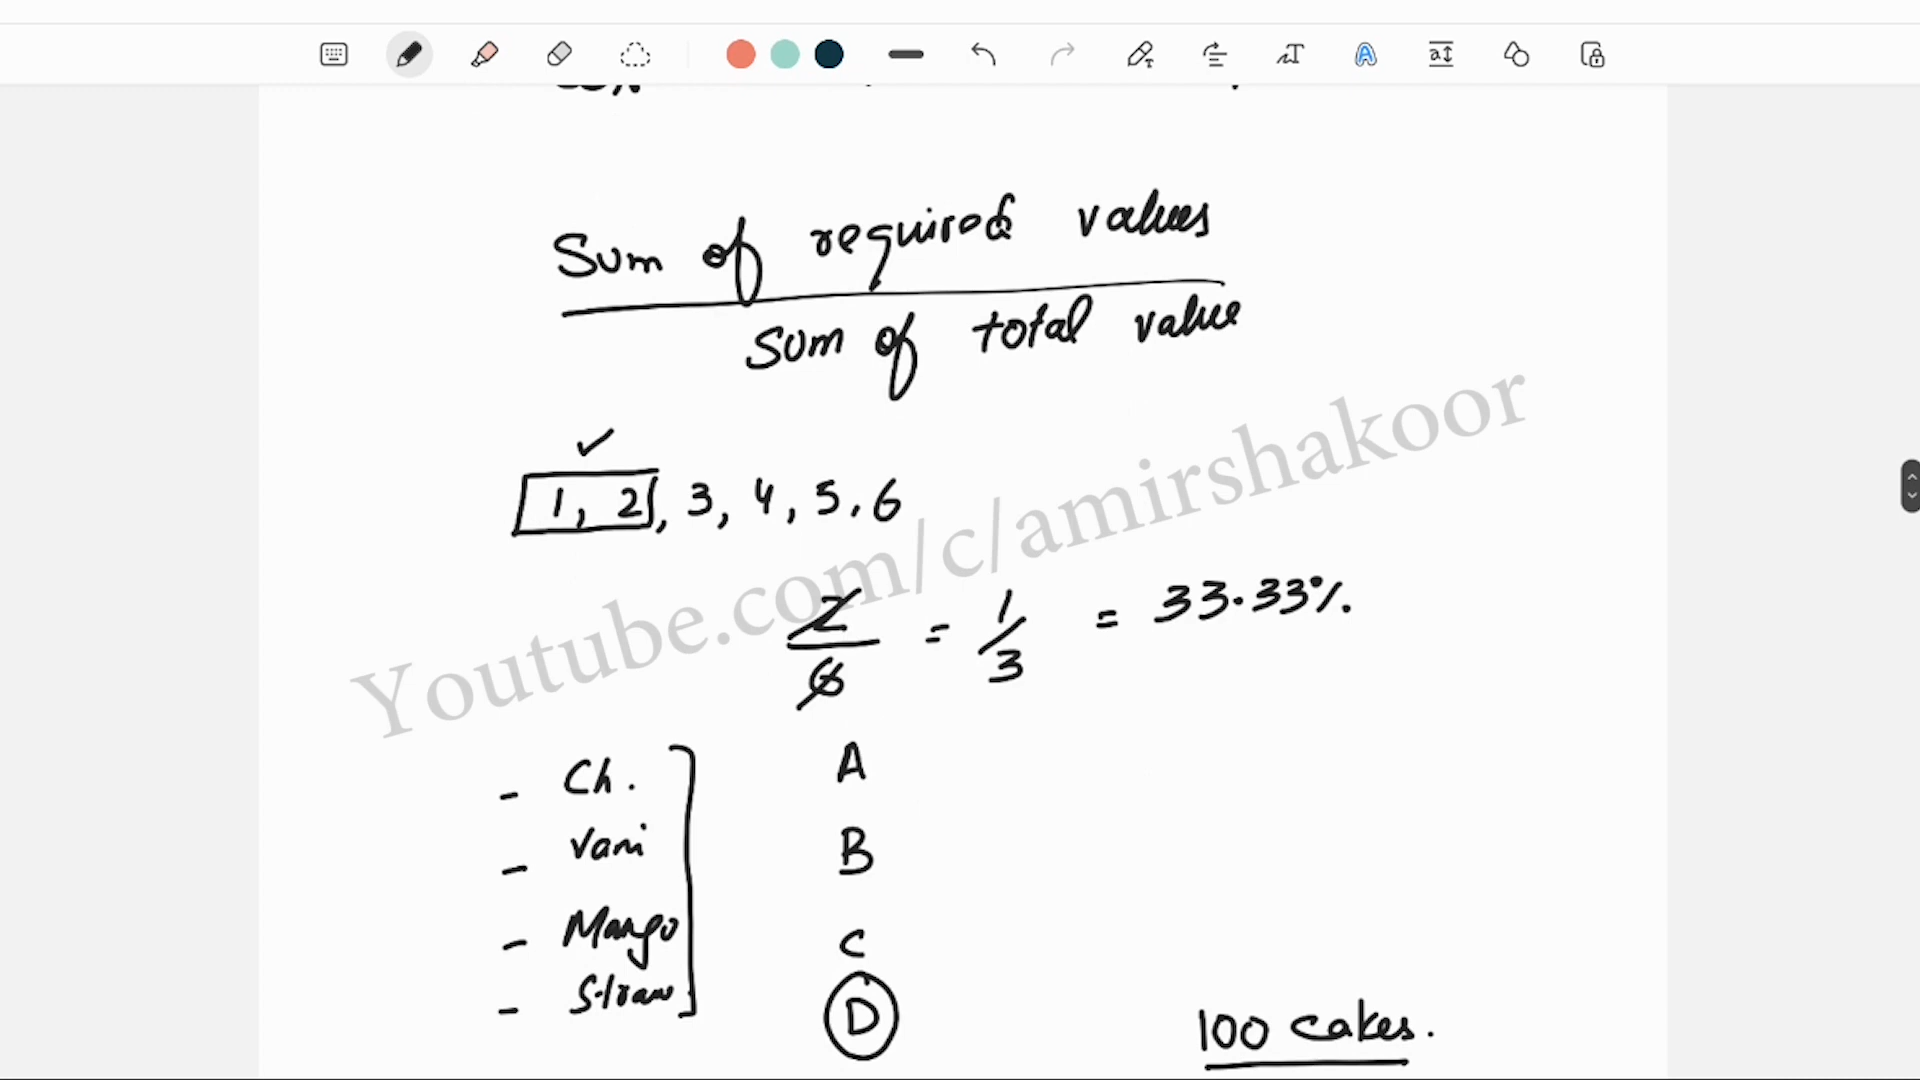 Sum of required values
Sum of total value
✓
1, 2, 3, 4, 5, 6
2/6 = 1/3 = 33.33%.
Youtube.com/c/amirshakoor
- Ch. A
- Vani B
- Mango C
- Straw D
100 cakes.